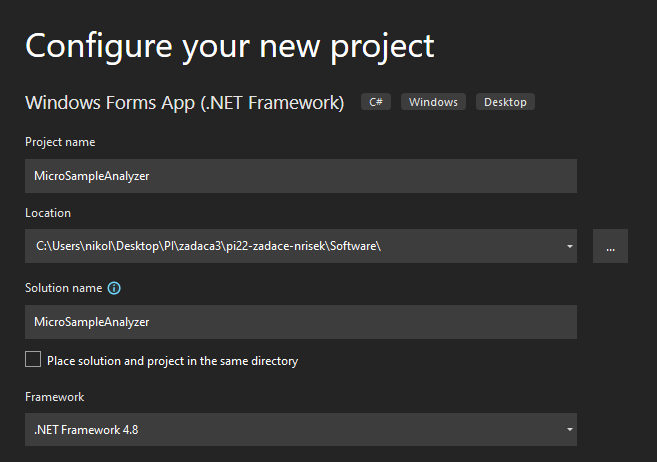 Configure your new project
Windows Forms App (.NET Framework) C# Windows Desktop
Project name
MicroSampleAnalyzer
Location
C:\Users\nikol\Desktop\PI\zadaca3\pi22-zadace-nrisek\Software\ ...
Solution name
MicroSampleAnalyzer
Place solution and project in the same directory
Framework
.NET Framework 4.8